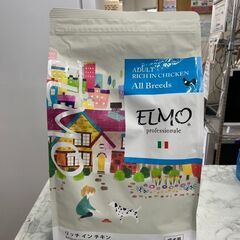 ADULT
RICH IN CHICKEN
All Breeds
ELMO
professionale
リッチ イン チキン